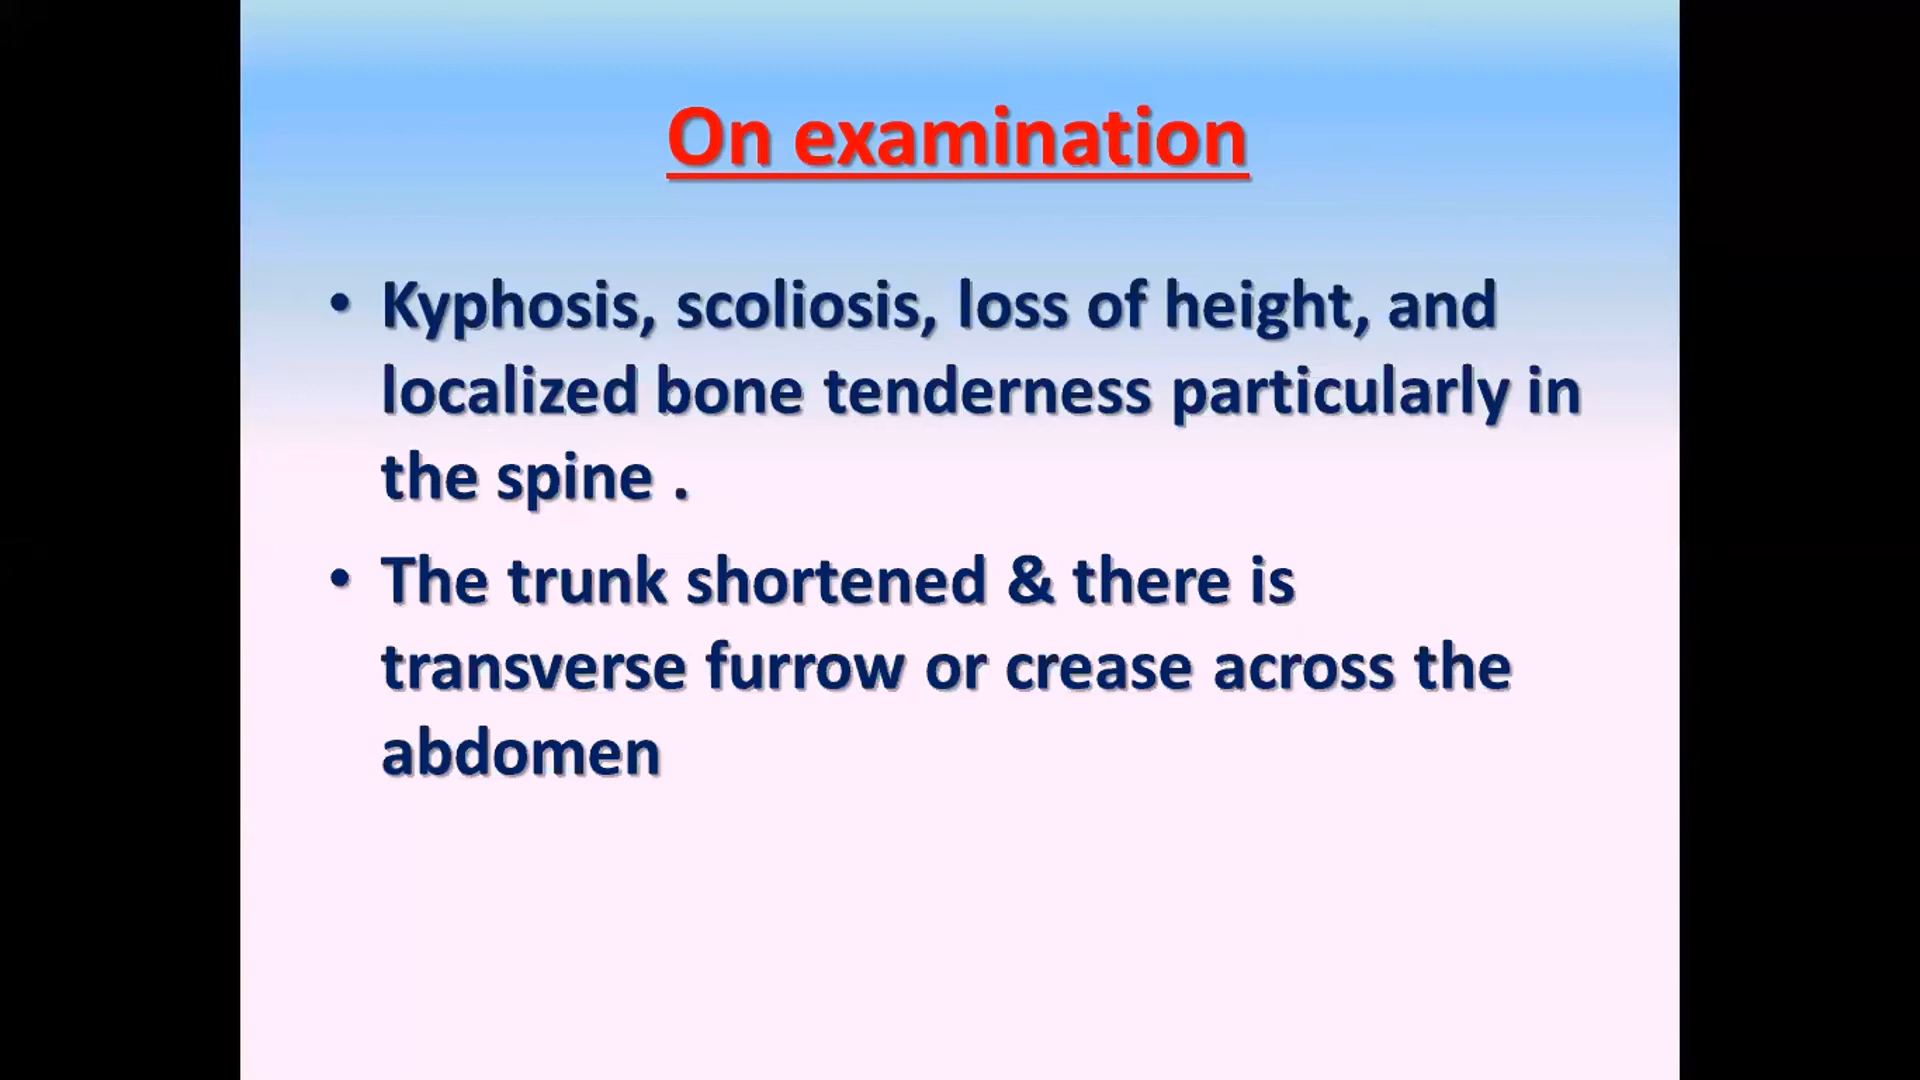 On examination
• Kyphosis, scoliosis, loss of height, and
localized bone tenderness particularly in
the spine .
• The trunk shortened & there is
transverse furrow or crease across the
abdomen